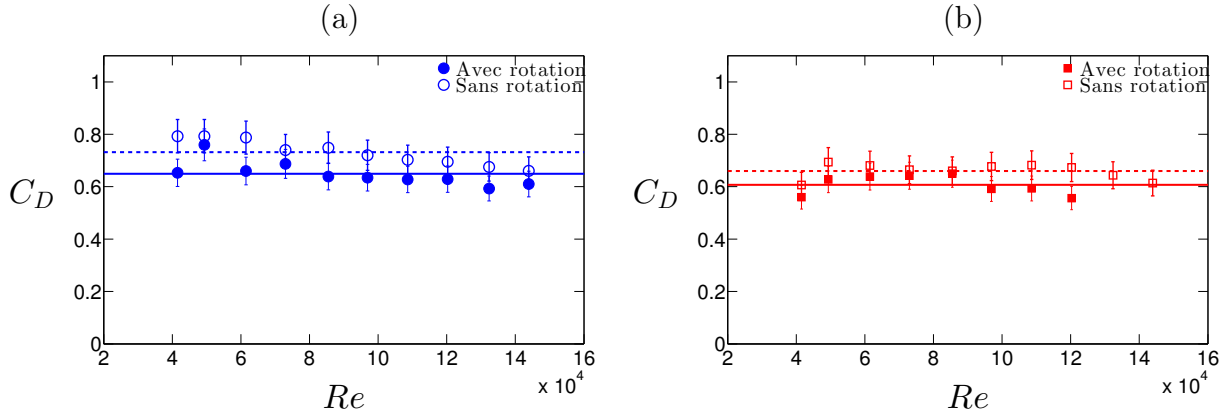 (a)
Avec rotation
Sans rotation
1
0.8
0.6
0.4
0.2
0
C_D
2 4 6 8 10 12 14 16
x 10^4
Re
(b)
Avec rotation
Sans rotation
1
0.8
0.6
0.4
0.2
0
C_D
2 4 6 8 10 12 14 16
x 10^4
Re